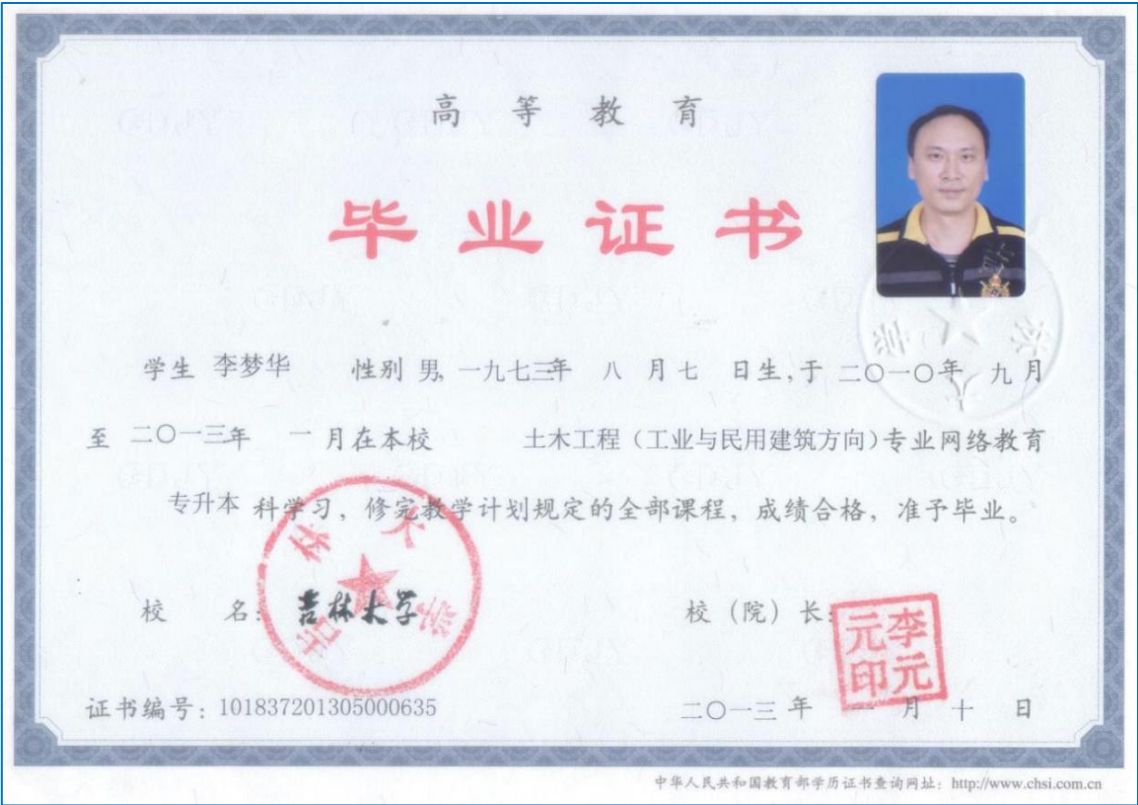 高等教育
毕业证书
学生 李梦华 性别 男, 一九七三年 八 月 七 日生, 于 二〇一〇年 九 月
至 二〇一三年 一 月在本校 土木工程（工业与民用建筑方向）专业网络教育
专升本 科学习，修完教学计划规定的全部课程，成绩合格，准予毕业。
校 名：吉林大学
校（院）长：
李元元印
证书编号：101837201305000635
二〇一三 年 一 月 十 日
中华人民共和国教育部学历证书查询网址：http://www.chsi.com.cn